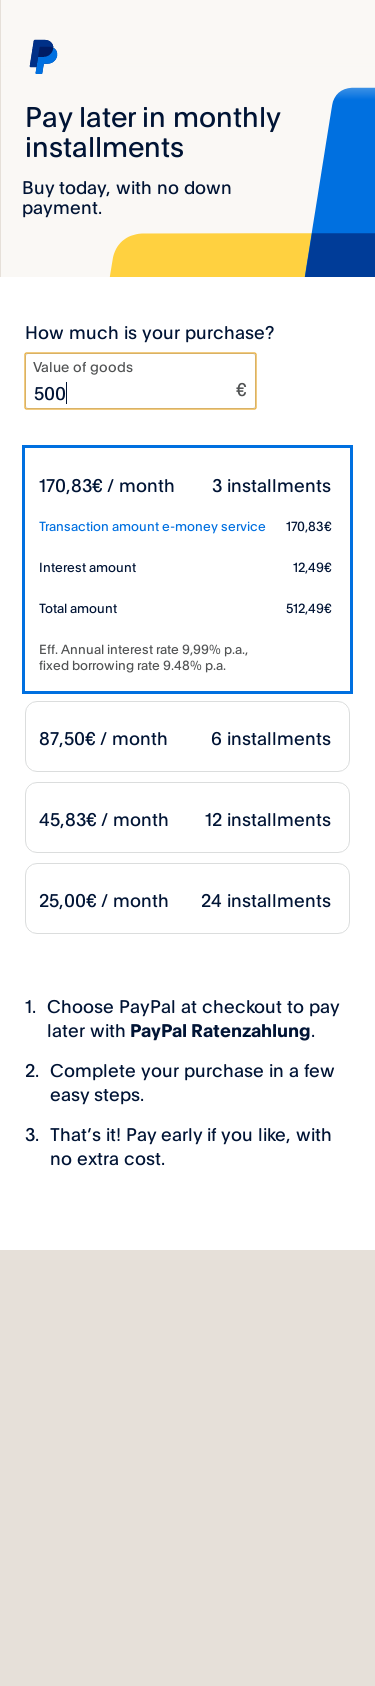 Pay later in monthly
installments
Buy today, with no down
payment.
How much is your purchase?
Value of goods
500 €
170,83€ / month 3 installments
Transaction amount e-money service 170,83€
Interest amount 12,49€
Total amount 512,49€
Eff. Annual interest rate 9,99% p.a.,
fixed borrowing rate 9.48% p.a.
87,50€ / month 6 installments
45,83€ / month 12 installments
25,00€ / month 24 installments
1. Choose PayPal at checkout to pay
later with PayPal Ratenzahlung.
2. Complete your purchase in a few
easy steps.
3. That’s it! Pay early if you like, with
no extra cost.